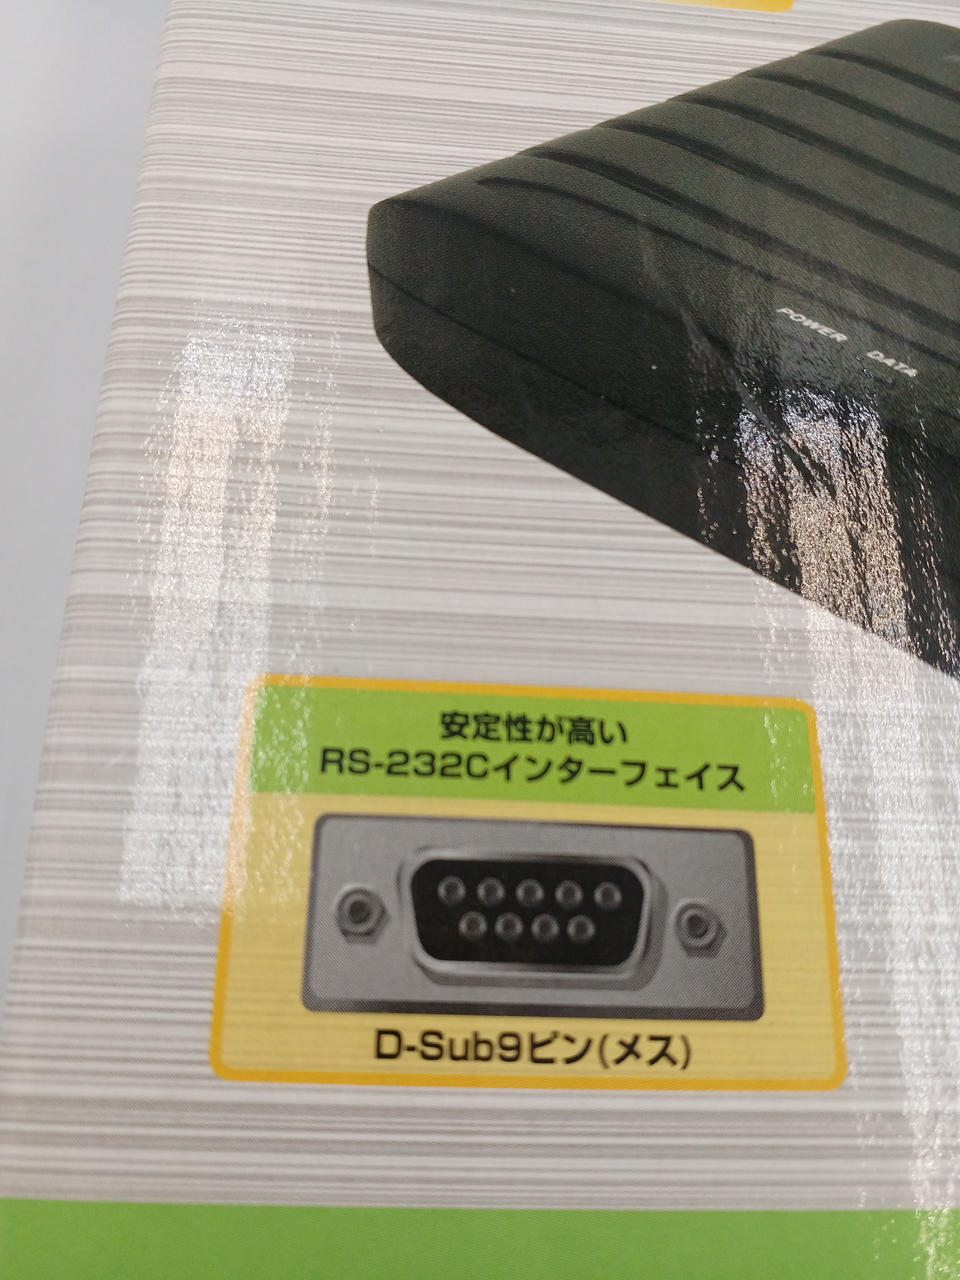 POWER DATA
安定性が高い
RS-232Cインターフェイス
D-Sub9ピン(メス)